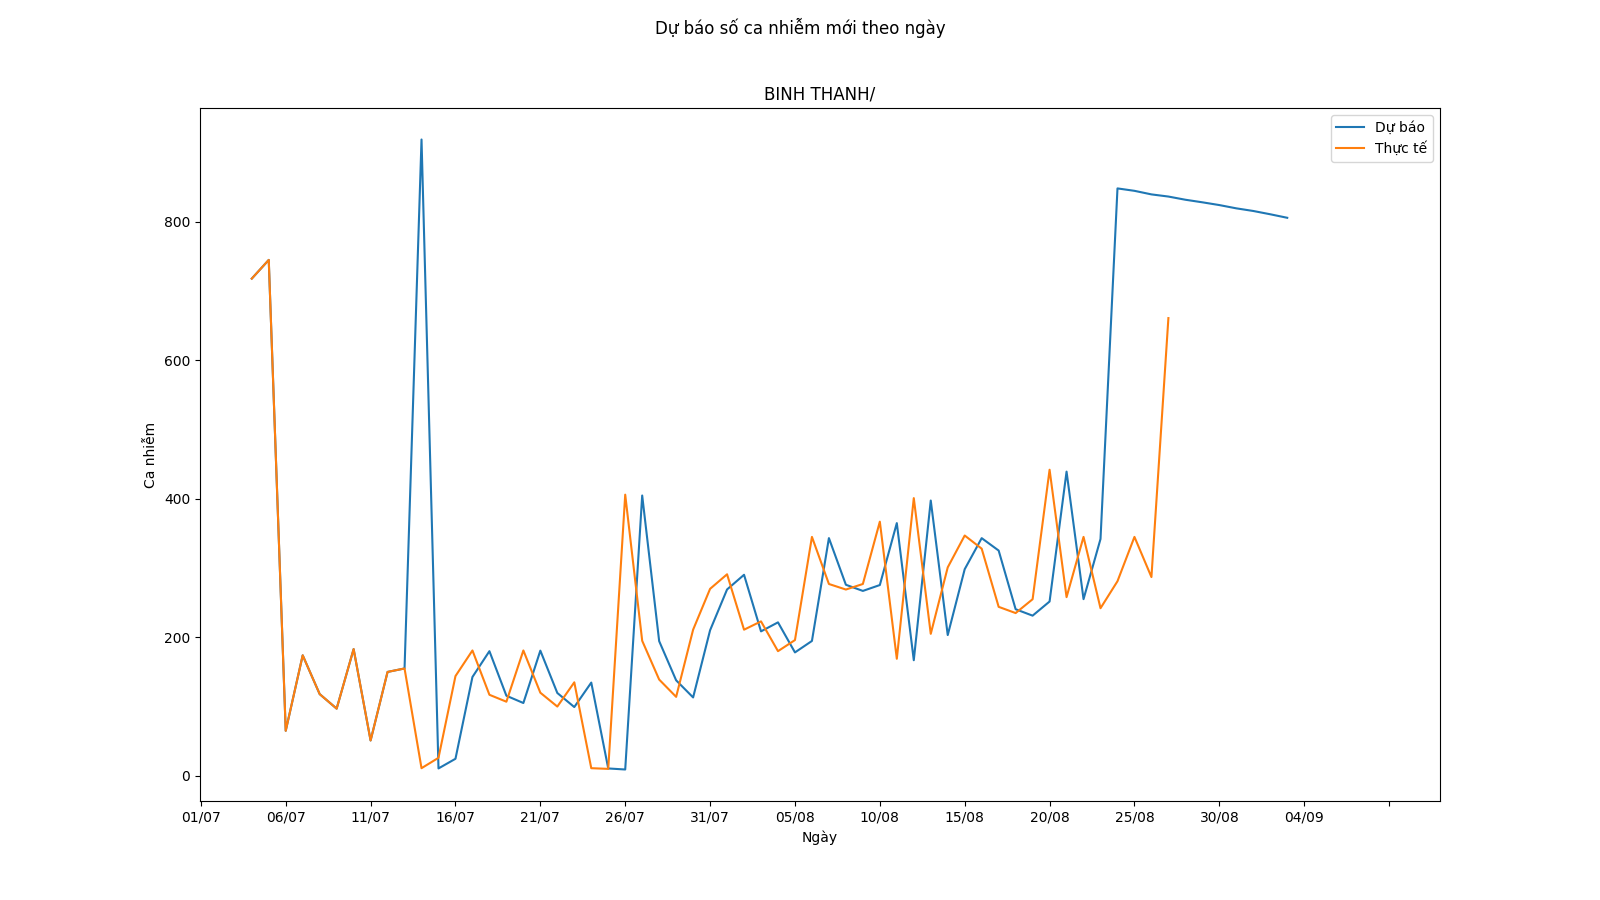 Dự báo số ca nhiễm mới theo ngày
BINH THANH/
Dự báo
Thực tế
Ca nhiễm
800
600
400
200
0
01/07 06/07 11/07 16/07 21/07 26/07 31/07 05/08 10/08 15/08 20/08 25/08 30/08 04/09
Ngày